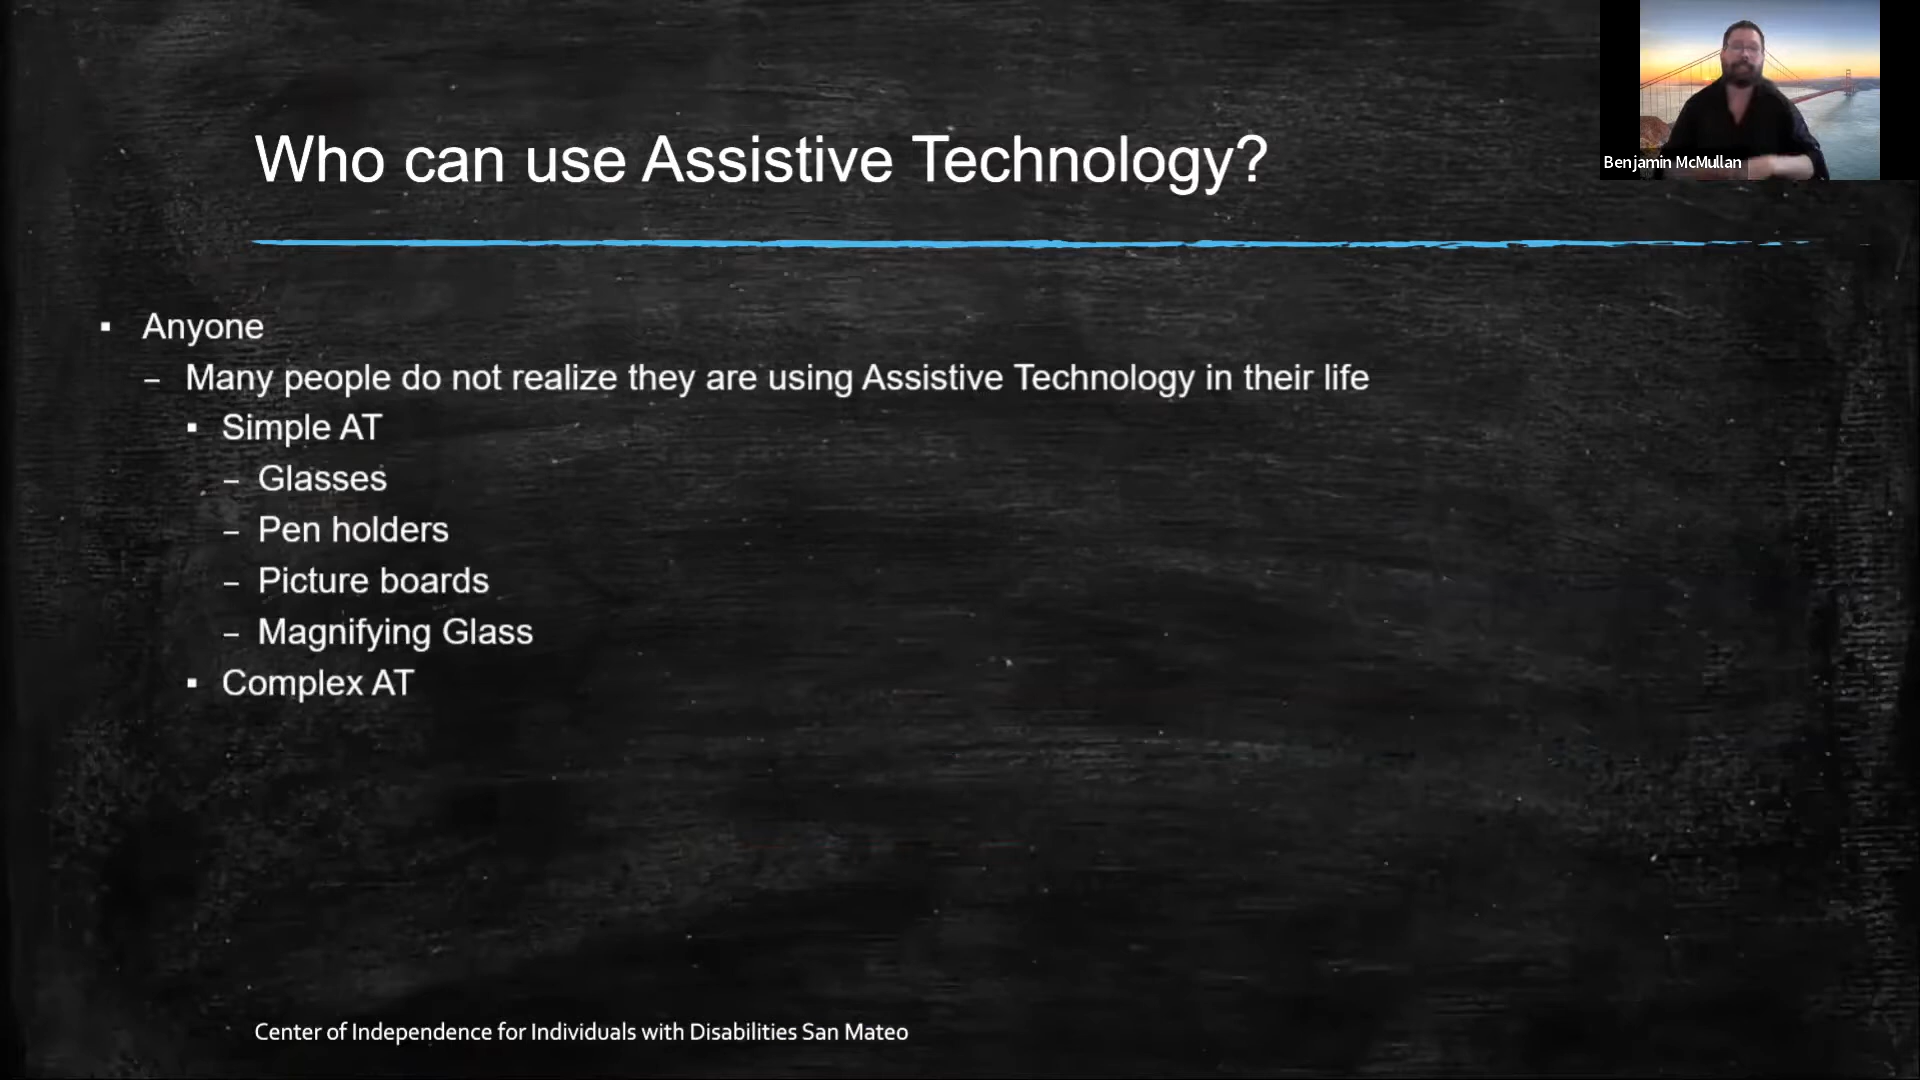 Who can use Assistive Technology?
Benjamin McMullan
▪ Anyone
– Many people do not realize they are using Assistive Technology in their life
▪ Simple AT
– Glasses
– Pen holders
– Picture boards
– Magnifying Glass
▪ Complex AT
Center of Independence for Individuals with Disabilities San Mateo